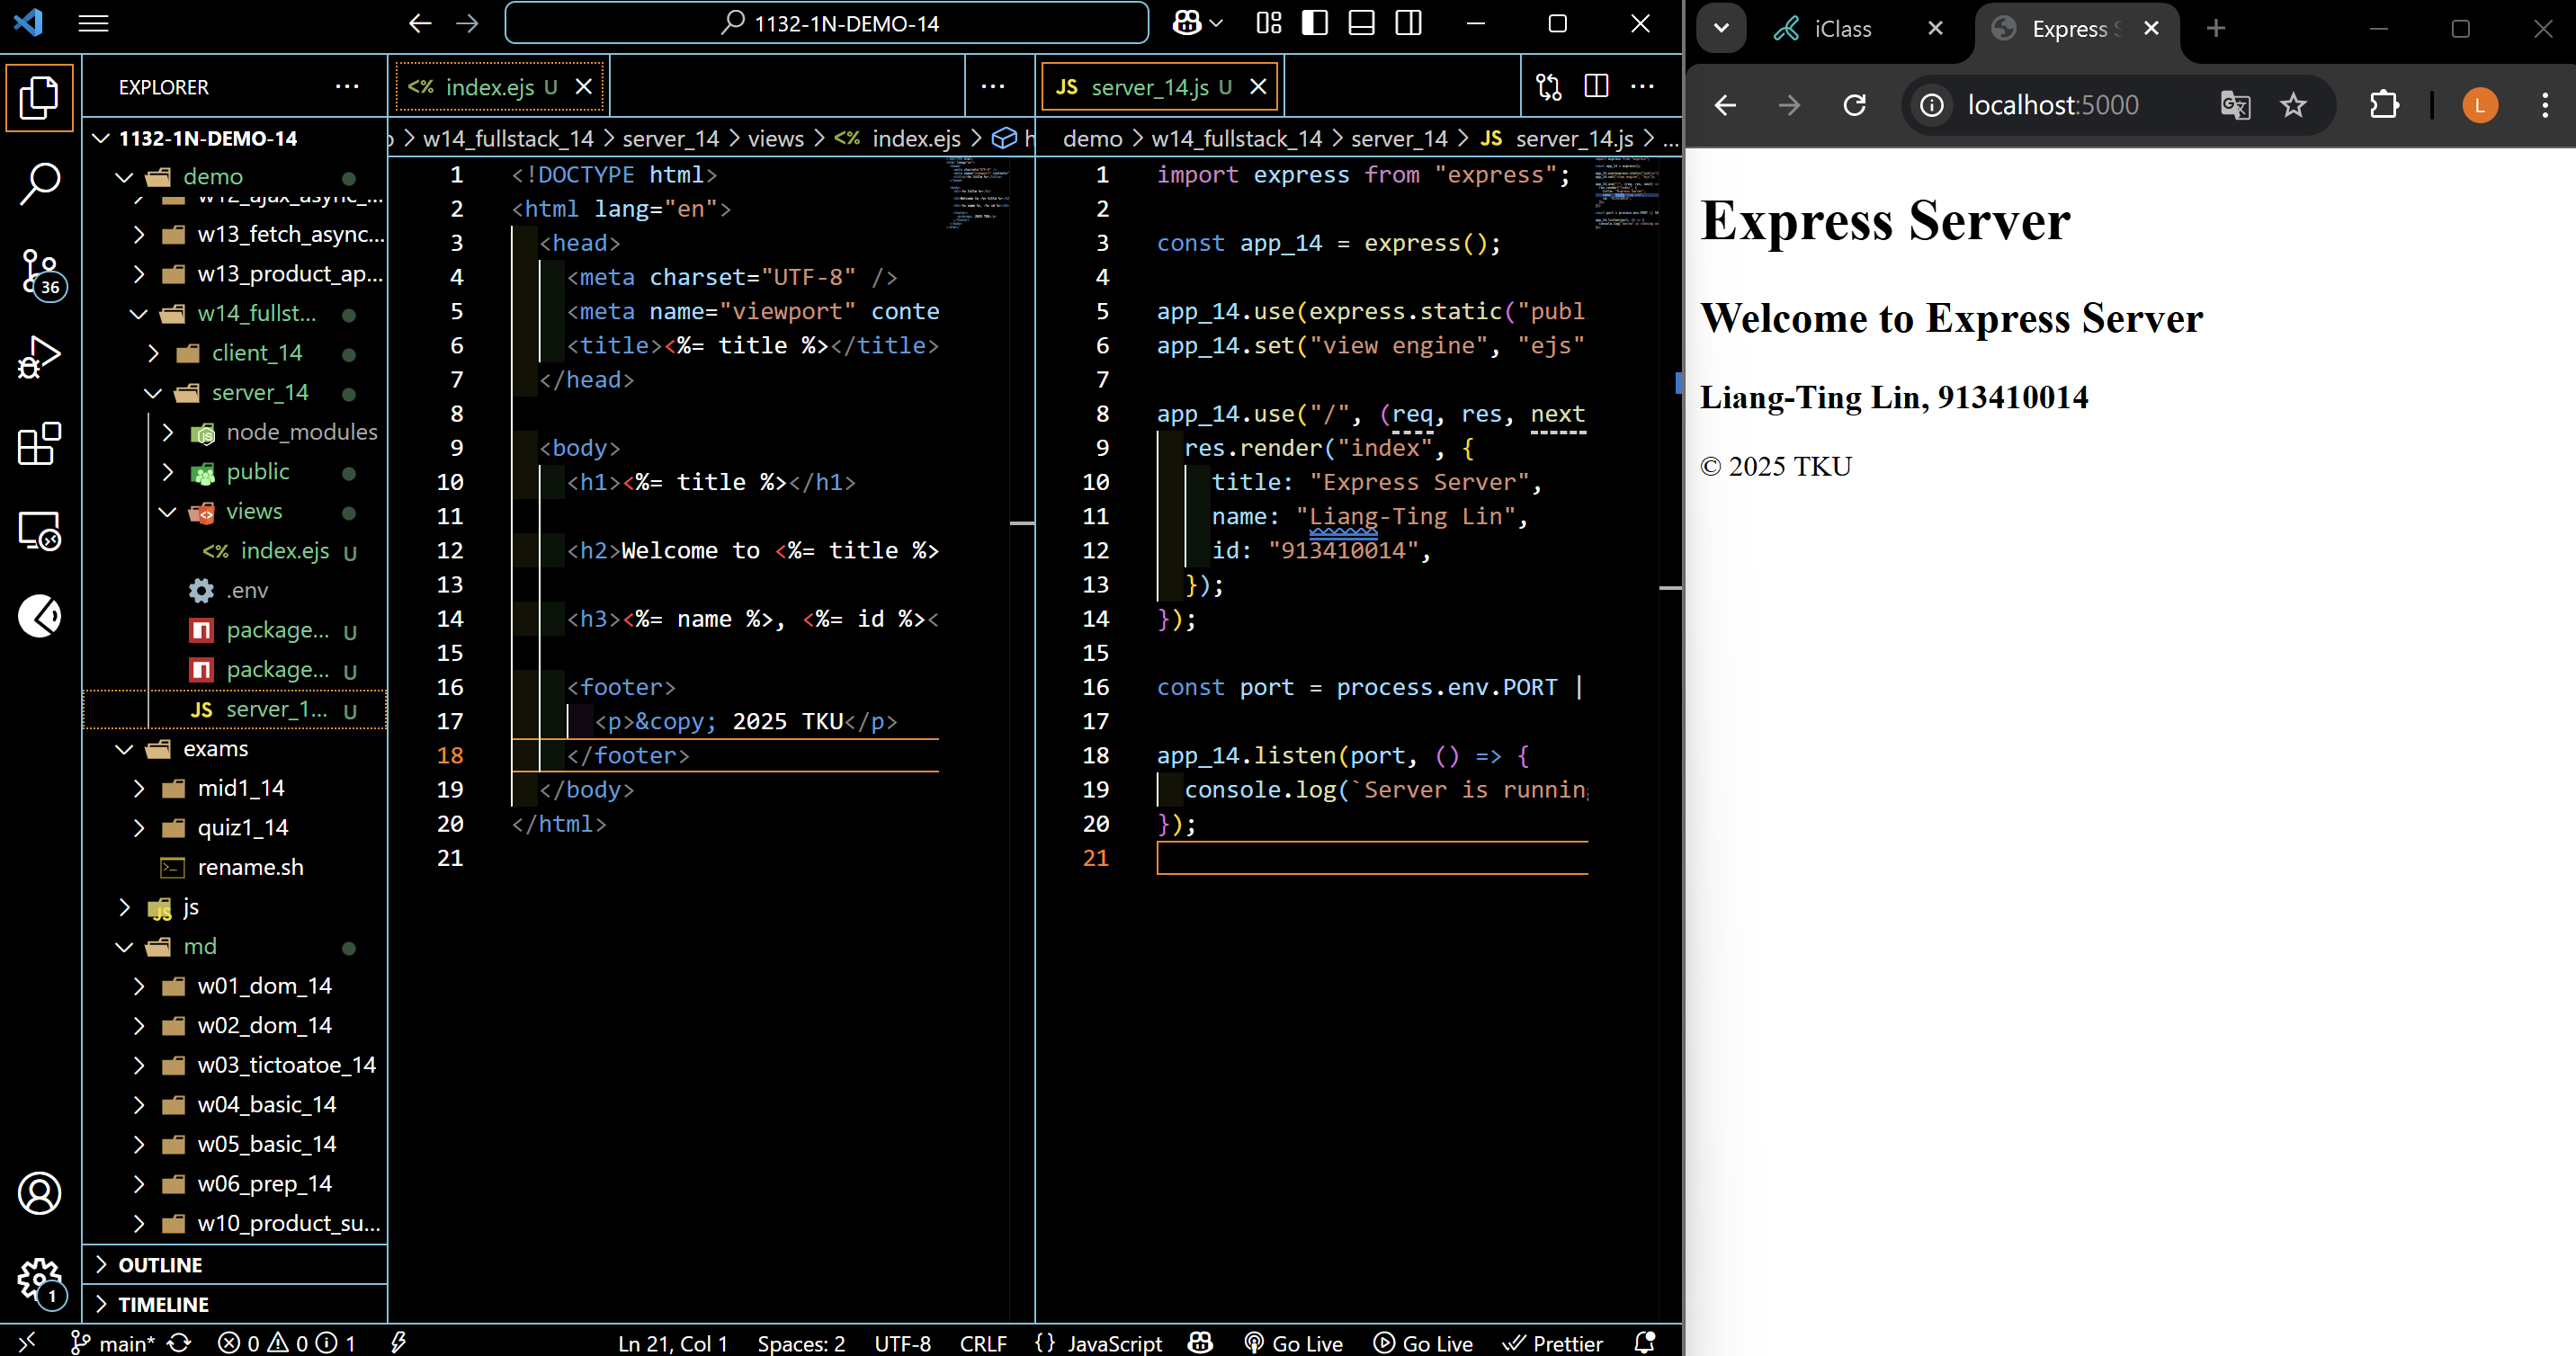 1132-1N-DEMO-14
EXPLORER
1132-1N-DEMO-14
demo
w12_ajax_async_...
w13_fetch_async...
w13_product_ap...
w14_fullst...
client_14
server_14
node_modules
public
views
<% index.ejs U
.env
package... U
package... U
JS server_1... U
exams
mid1_14
quiz1_14
rename.sh
js
md
w01_dom_14
w02_dom_14
w03_tictoatoe_14
w04_basic_14
w05_basic_14
w06_prep_14
w10_product_su...
OUTLINE
TIMELINE
36
1
<% index.ejs U
w14_fullstack_14 > server_14 > views > <% index.ejs > h
1 <!DOCTYPE html>
2 <html lang="en">
3 <head>
4 <meta charset="UTF-8" />
5 <meta name="viewport" conte
6 <title><%= title %></title>
7 </head>
8
9 <body>
10 <h1><%= title %></h1>
11
12 <h2>Welcome to <%= title %>
13
14 <h3><%= name %>, <%= id %><
15
16 <footer>
17 <p>&copy; 2025 TKU</p>
18 </footer>
19 </body>
20 </html>
21
JS server_14.js U
demo > w14_fullstack_14 > server_14 > JS server_14.js > ...
1 import express from "express";
2
3 const app_14 = express();
4
5 app_14.use(express.static("publ
6 app_14.set("view engine", "ejs"
7
8 app_14.use("/", (req, res, next
9 res.render("index", {
10 title: "Express Server",
11 name: "Liang-Ting Lin",
12 id: "913410014",
13 });
14 });
15
16 const port = process.env.PORT |
17
18 app_14.listen(port, () => {
19 console.log(`Server is runnin
20 });
21
main* 0 0 1
Ln 21, Col 1 Spaces: 2 UTF-8 CRLF {} JavaScript Go Live Go Live Prettier
iClass
Express S
localhost:5000
L
Express Server
Welcome to Express Server
Liang-Ting Lin, 913410014
© 2025 TKU